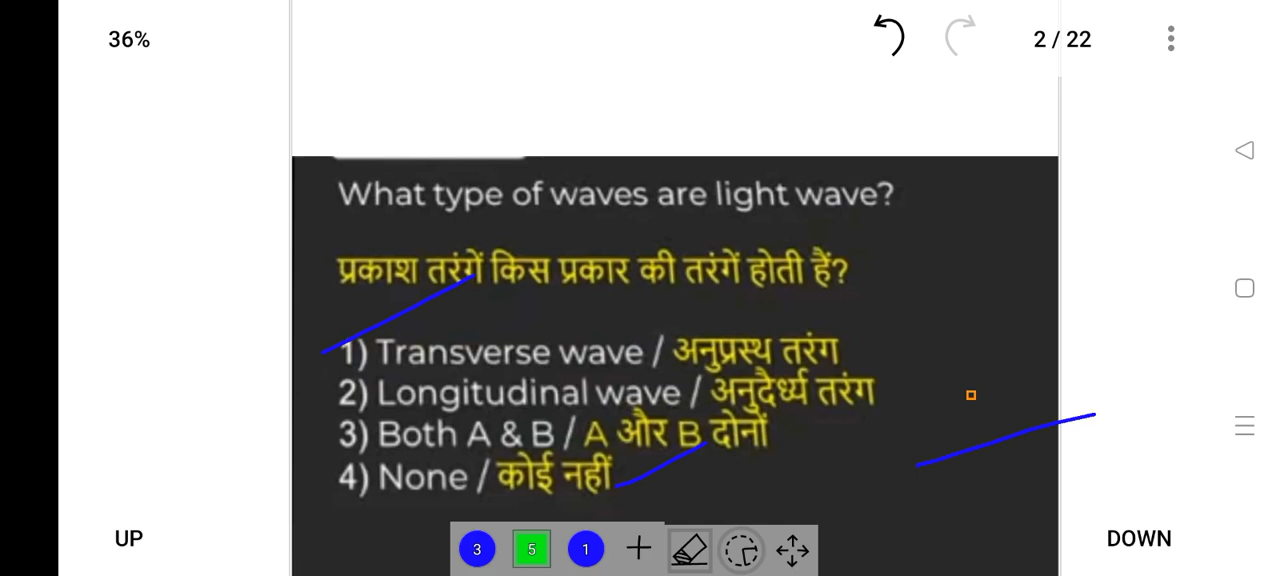 36%
2 / 22
What type of waves are light wave?
प्रकाश तरंगें किस प्रकार की तरंगें होती हैं?
1) Transverse wave / अनुप्रस्थ तरंग
2) Longitudinal wave / अनुदैर्ध्य तरंग
3) Both A & B / A और B दोनों
4) None / कोई नहीं
UP
3 5 1
DOWN